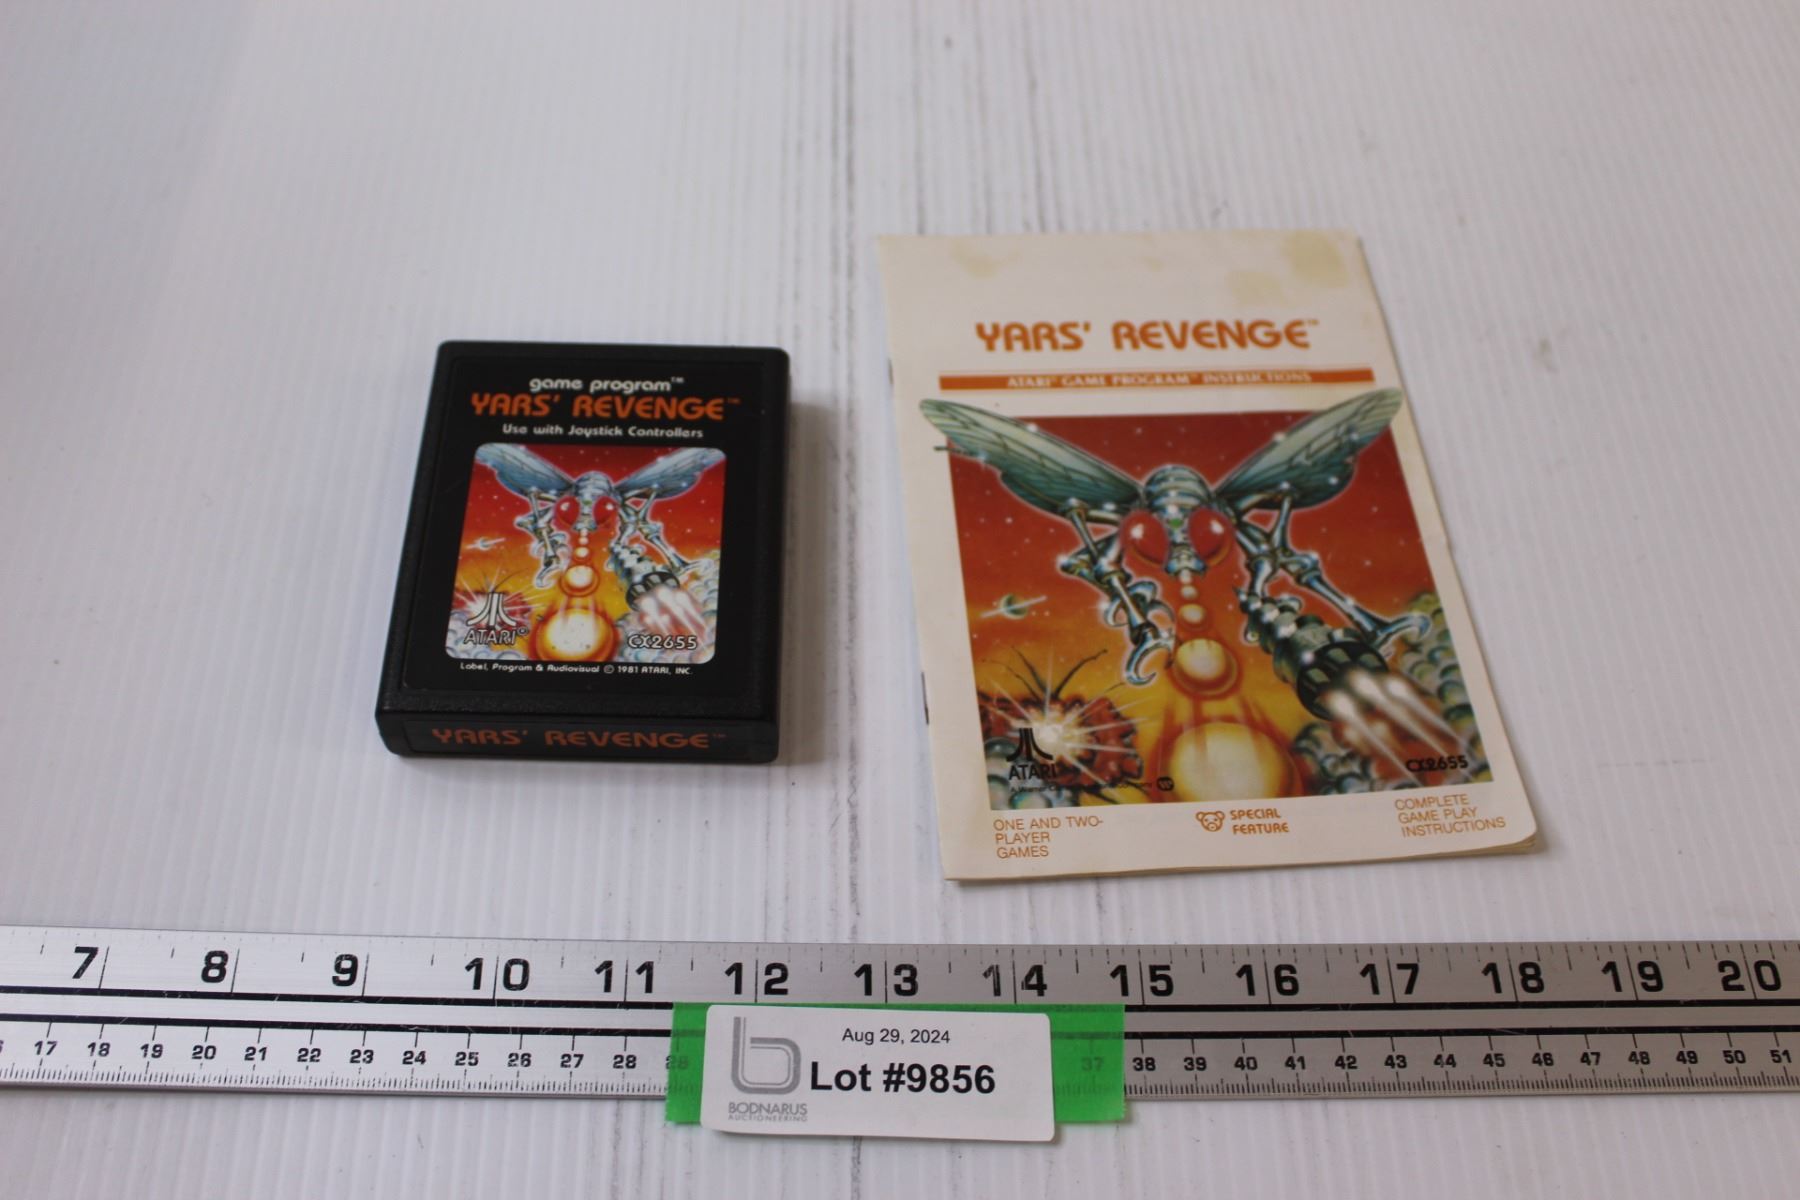 game program™
YARS' REVENGE™
Use with Joystick Controllers
ATARI®
CX2655
Label, Program & Audiovisual © 1981 ATARI, INC.
YARS' REVENGE™
YARS' REVENGE™
ATARI® GAME PROGRAM™ INSTRUCTIONS
ATARI
CX2655
A Warner
ONE AND TWO-
PLAYER
GAMES
SPECIAL
FEATURE
COMPLETE
GAME PLAY
INSTRUCTIONS
7 8 9 10 11 12 13 14 15 16 17 18 19 20
17 18 19 20 21 22 23 24 25 26 27 28 37 38 39 40 41 42 43 44 45 46 47 48 49 50 51
Aug 29, 2024
Lot #9856
BODNARUS
AUCTIONEERING